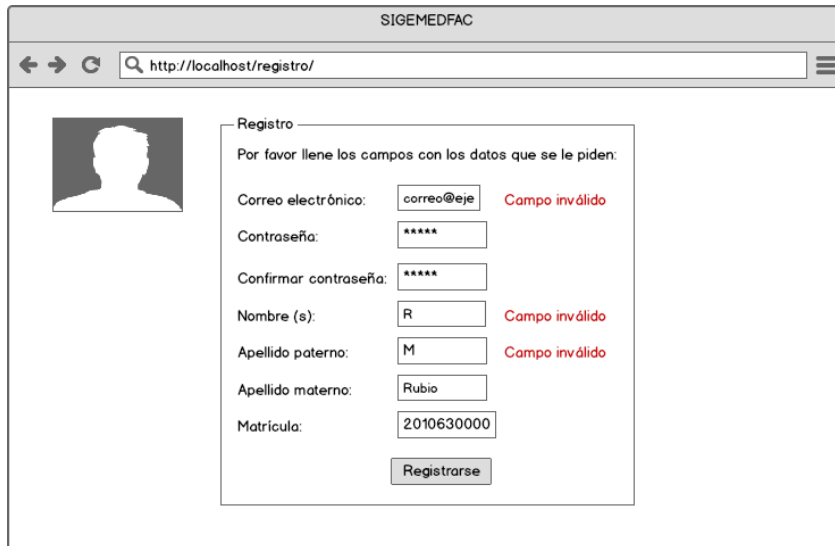 SIGEMEDFAC
http://localhost/registro/
Registro
Por favor llene los campos con los datos que se le piden:
Correo electrónico: correo@eje Campo inválido
Contraseña: *****
Confirmar contraseña: *****
Nombre (s): R Campo inválido
Apellido paterno: M Campo inválido
Apellido materno: Rubio
Matrícula: 2010630000
Registrarse